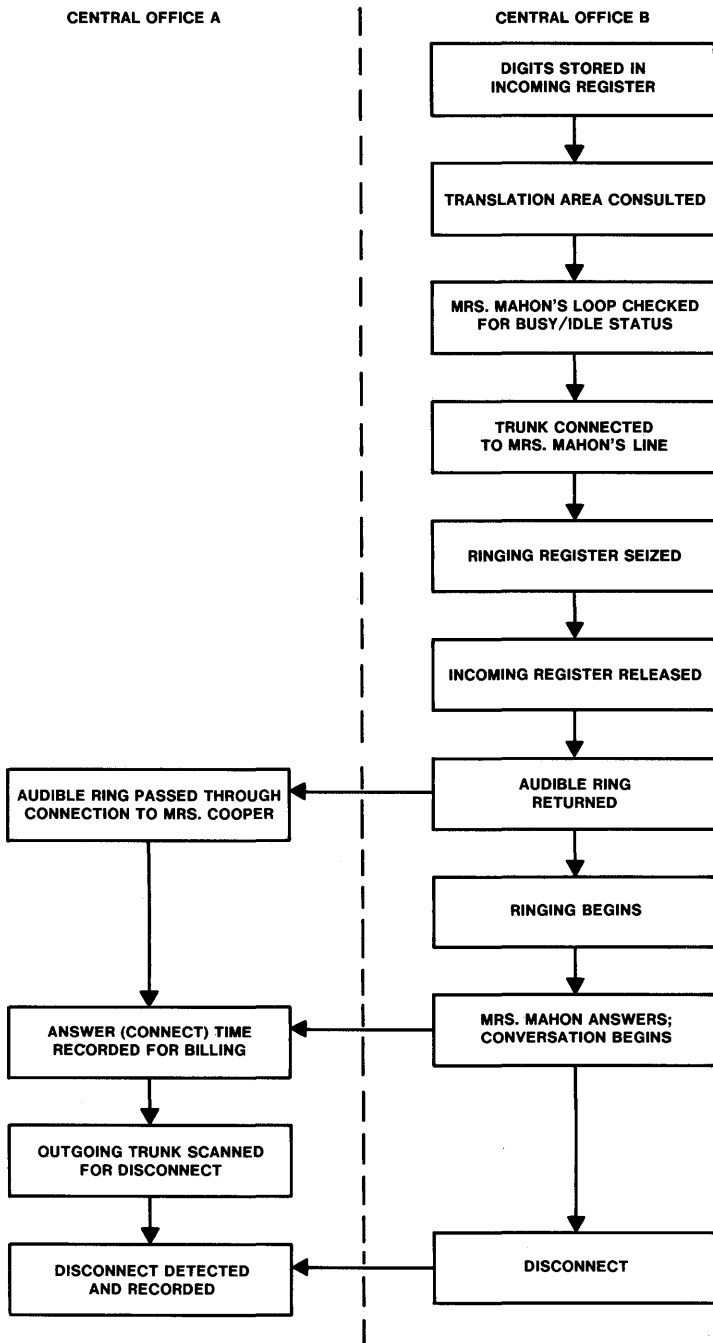 CENTRAL OFFICE A
CENTRAL OFFICE B
DIGITS STORED IN
INCOMING REGISTER
TRANSLATION AREA CONSULTED
MRS. MAHON'S LOOP CHECKED
FOR BUSY/IDLE STATUS
TRUNK CONNECTED
TO MRS. MAHON'S LINE
RINGING REGISTER SEIZED
INCOMING REGISTER RELEASED
AUDIBLE RING
RETURNED
AUDIBLE RING PASSED THROUGH
CONNECTION TO MRS. COOPER
RINGING BEGINS
MRS. MAHON ANSWERS;
CONVERSATION BEGINS
ANSWER (CONNECT) TIME
RECORDED FOR BILLING
OUTGOING TRUNK SCANNED
FOR DISCONNECT
DISCONNECT
DISCONNECT DETECTED
AND RECORDED